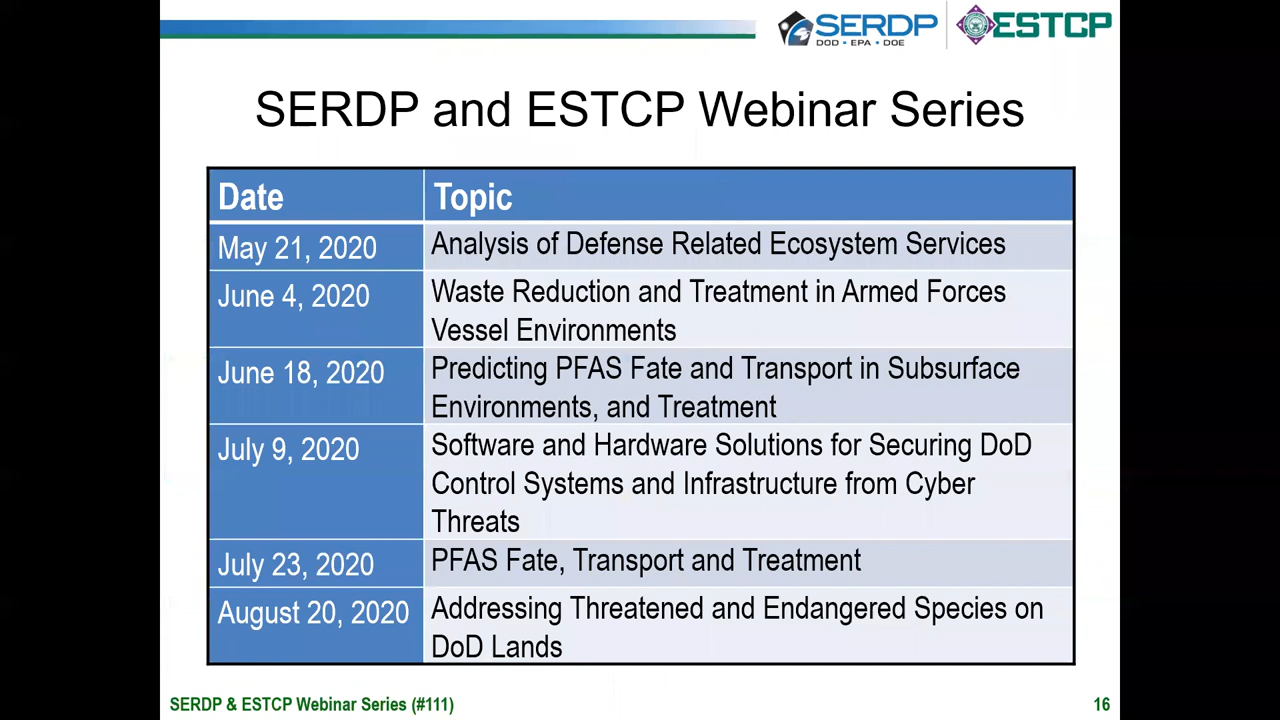 SERDP
DOD • EPA • DOE
ESTCP
SERDP and ESTCP Webinar Series
Date Topic
May 21, 2020 Analysis of Defense Related Ecosystem Services
June 4, 2020 Waste Reduction and Treatment in Armed Forces
Vessel Environments
June 18, 2020 Predicting PFAS Fate and Transport in Subsurface
Environments, and Treatment
July 9, 2020 Software and Hardware Solutions for Securing DoD
Control Systems and Infrastructure from Cyber
Threats
July 23, 2020 PFAS Fate, Transport and Treatment
August 20, 2020 Addressing Threatened and Endangered Species on
DoD Lands
SERDP & ESTCP Webinar Series (#111) 16